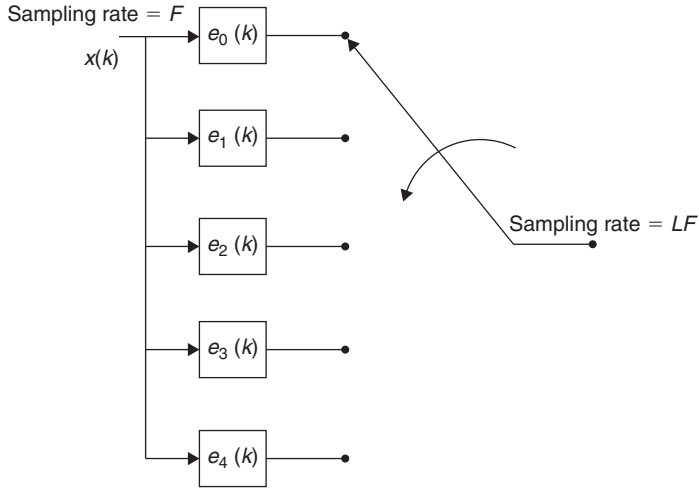 Sampling rate = F
x(k)
e₀ (k)
e₁ (k)
e₂ (k)
Sampling rate = LF
e₃ (k)
e₄ (k)